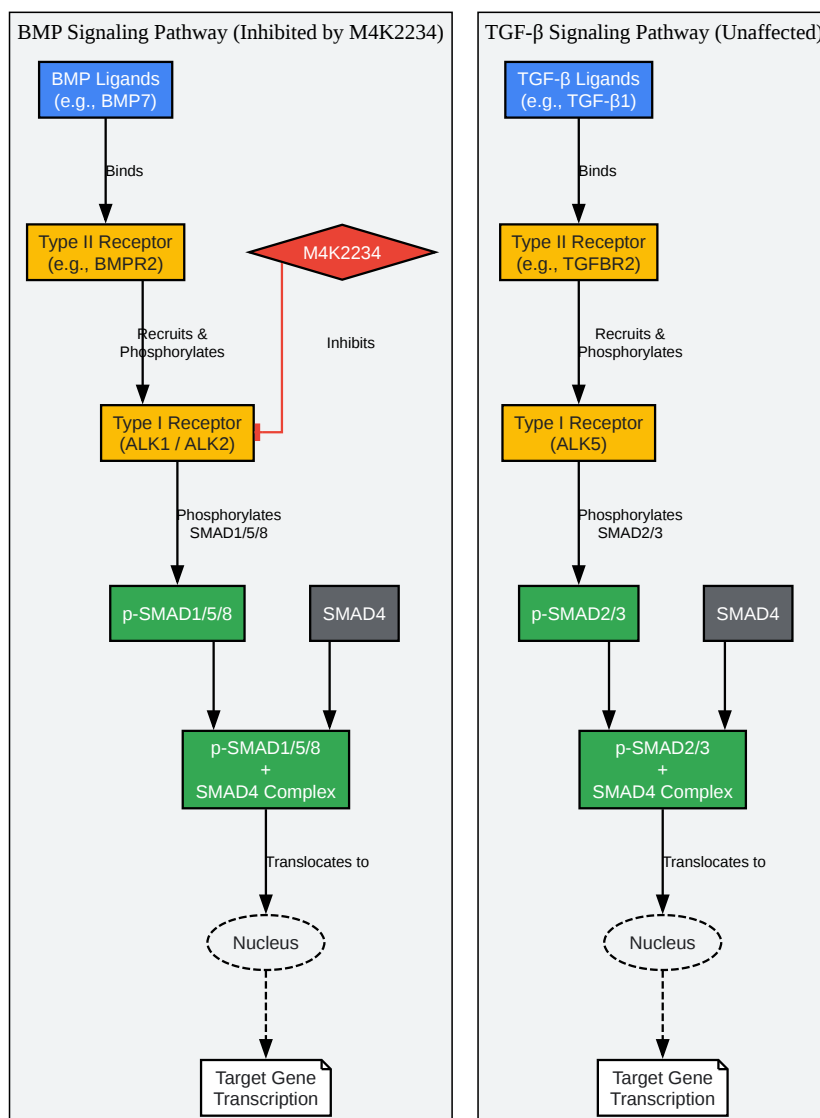 BMP Signaling Pathway (Inhibited by M4K2234)
BMP Ligands
(e.g., BMP7)
Binds
Type II Receptor
(e.g., BMPR2)
M4K2234
Recruits &
Phosphorylates
Inhibits
Type I Receptor
(ALK1 / ALK2)
Phosphorylates
SMAD1/5/8
p-SMAD1/5/8
SMAD4
p-SMAD1/5/8
+
SMAD4 Complex
Translocates to
Nucleus
Target Gene
Transcription
TGF-β Signaling Pathway (Unaffected)
TGF-β Ligands
(e.g., TGF-β1)
Binds
Type II Receptor
(e.g., TGFBR2)
Recruits &
Phosphorylates
Type I Receptor
(ALK5)
Phosphorylates
SMAD2/3
p-SMAD2/3
SMAD4
p-SMAD2/3
+
SMAD4 Complex
Translocates to
Nucleus
Target Gene
Transcription